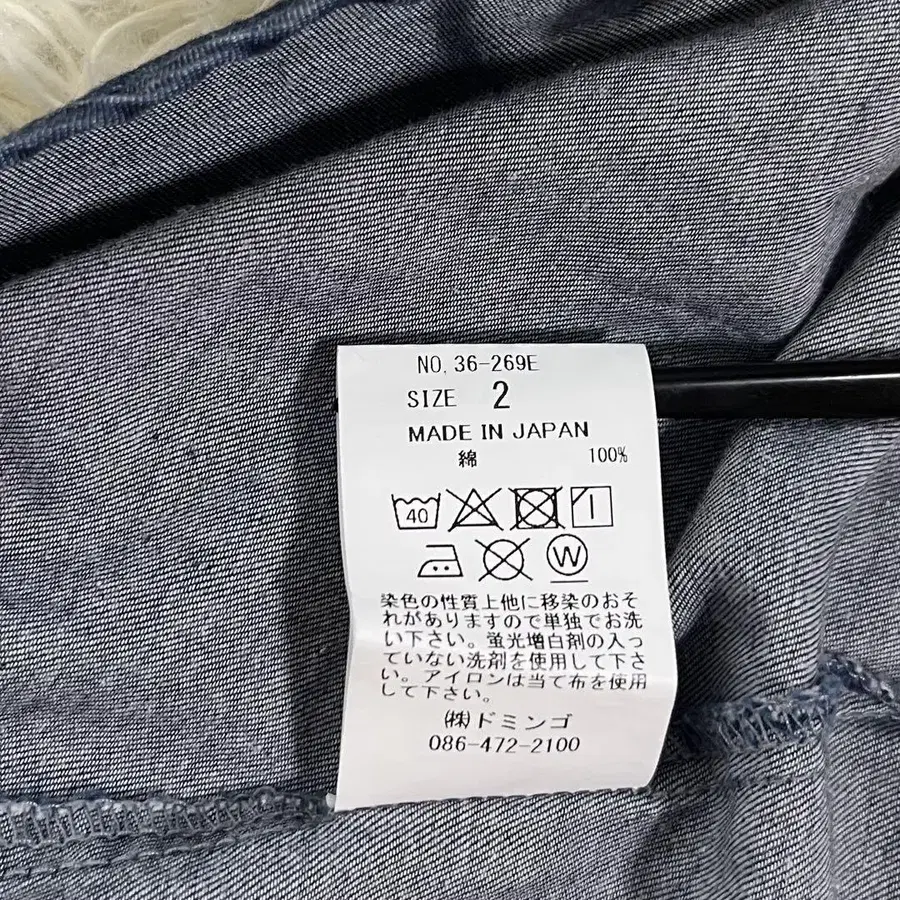 NO. 36-269E
SIZE 2
MADE IN JAPAN
綿 100%
40
W
染色の性質上他に移染のおそ
れがありますので単独でお洗
い下さい。蛍光増白剤の入っ
ていない洗剤を使用して下さ
い。アイロンは当て布を使用
して下さい。
㈱ドミンゴ
086-472-2100